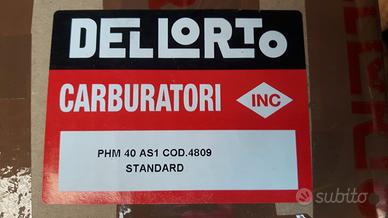 DELLORTO
CARBURATORI INC
PHM 40 AS1 COD.4809
STANDARD
subito